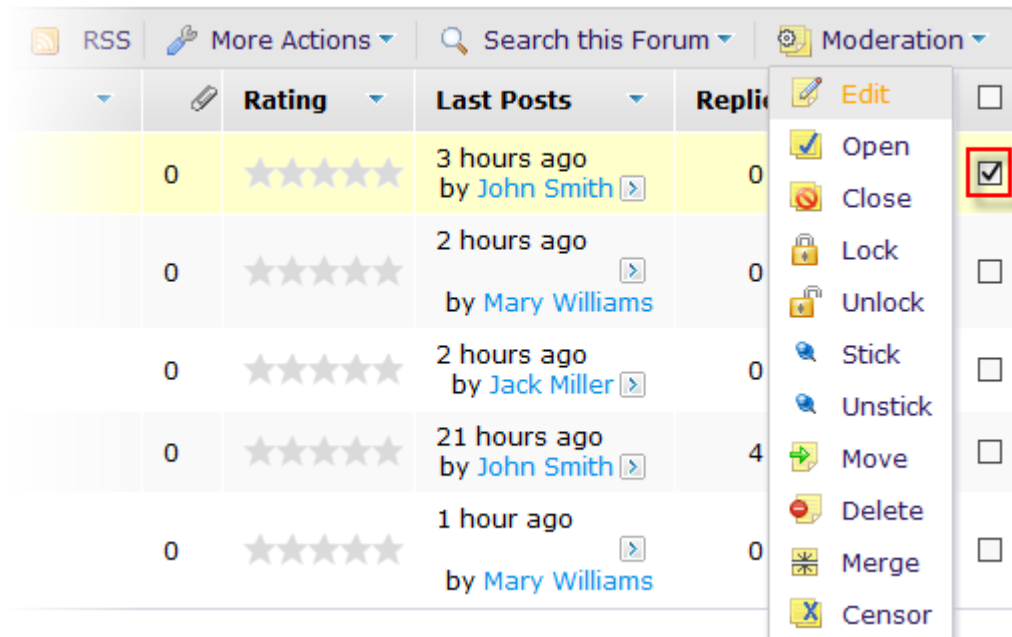 RSS More Actions Search this Forum Moderation
Rating Last Posts Edit
3 hours ago
0 by John Smith 0
Open
Close
2 hours ago
0 0
by Mary Williams
Lock
Unlock
2 hours ago
0 by Jack Miller 0
Stick
Unstick
21 hours ago
0 by John Smith 4
Move
1 hour ago
0 0
by Mary Williams
Delete
Merge
Censor